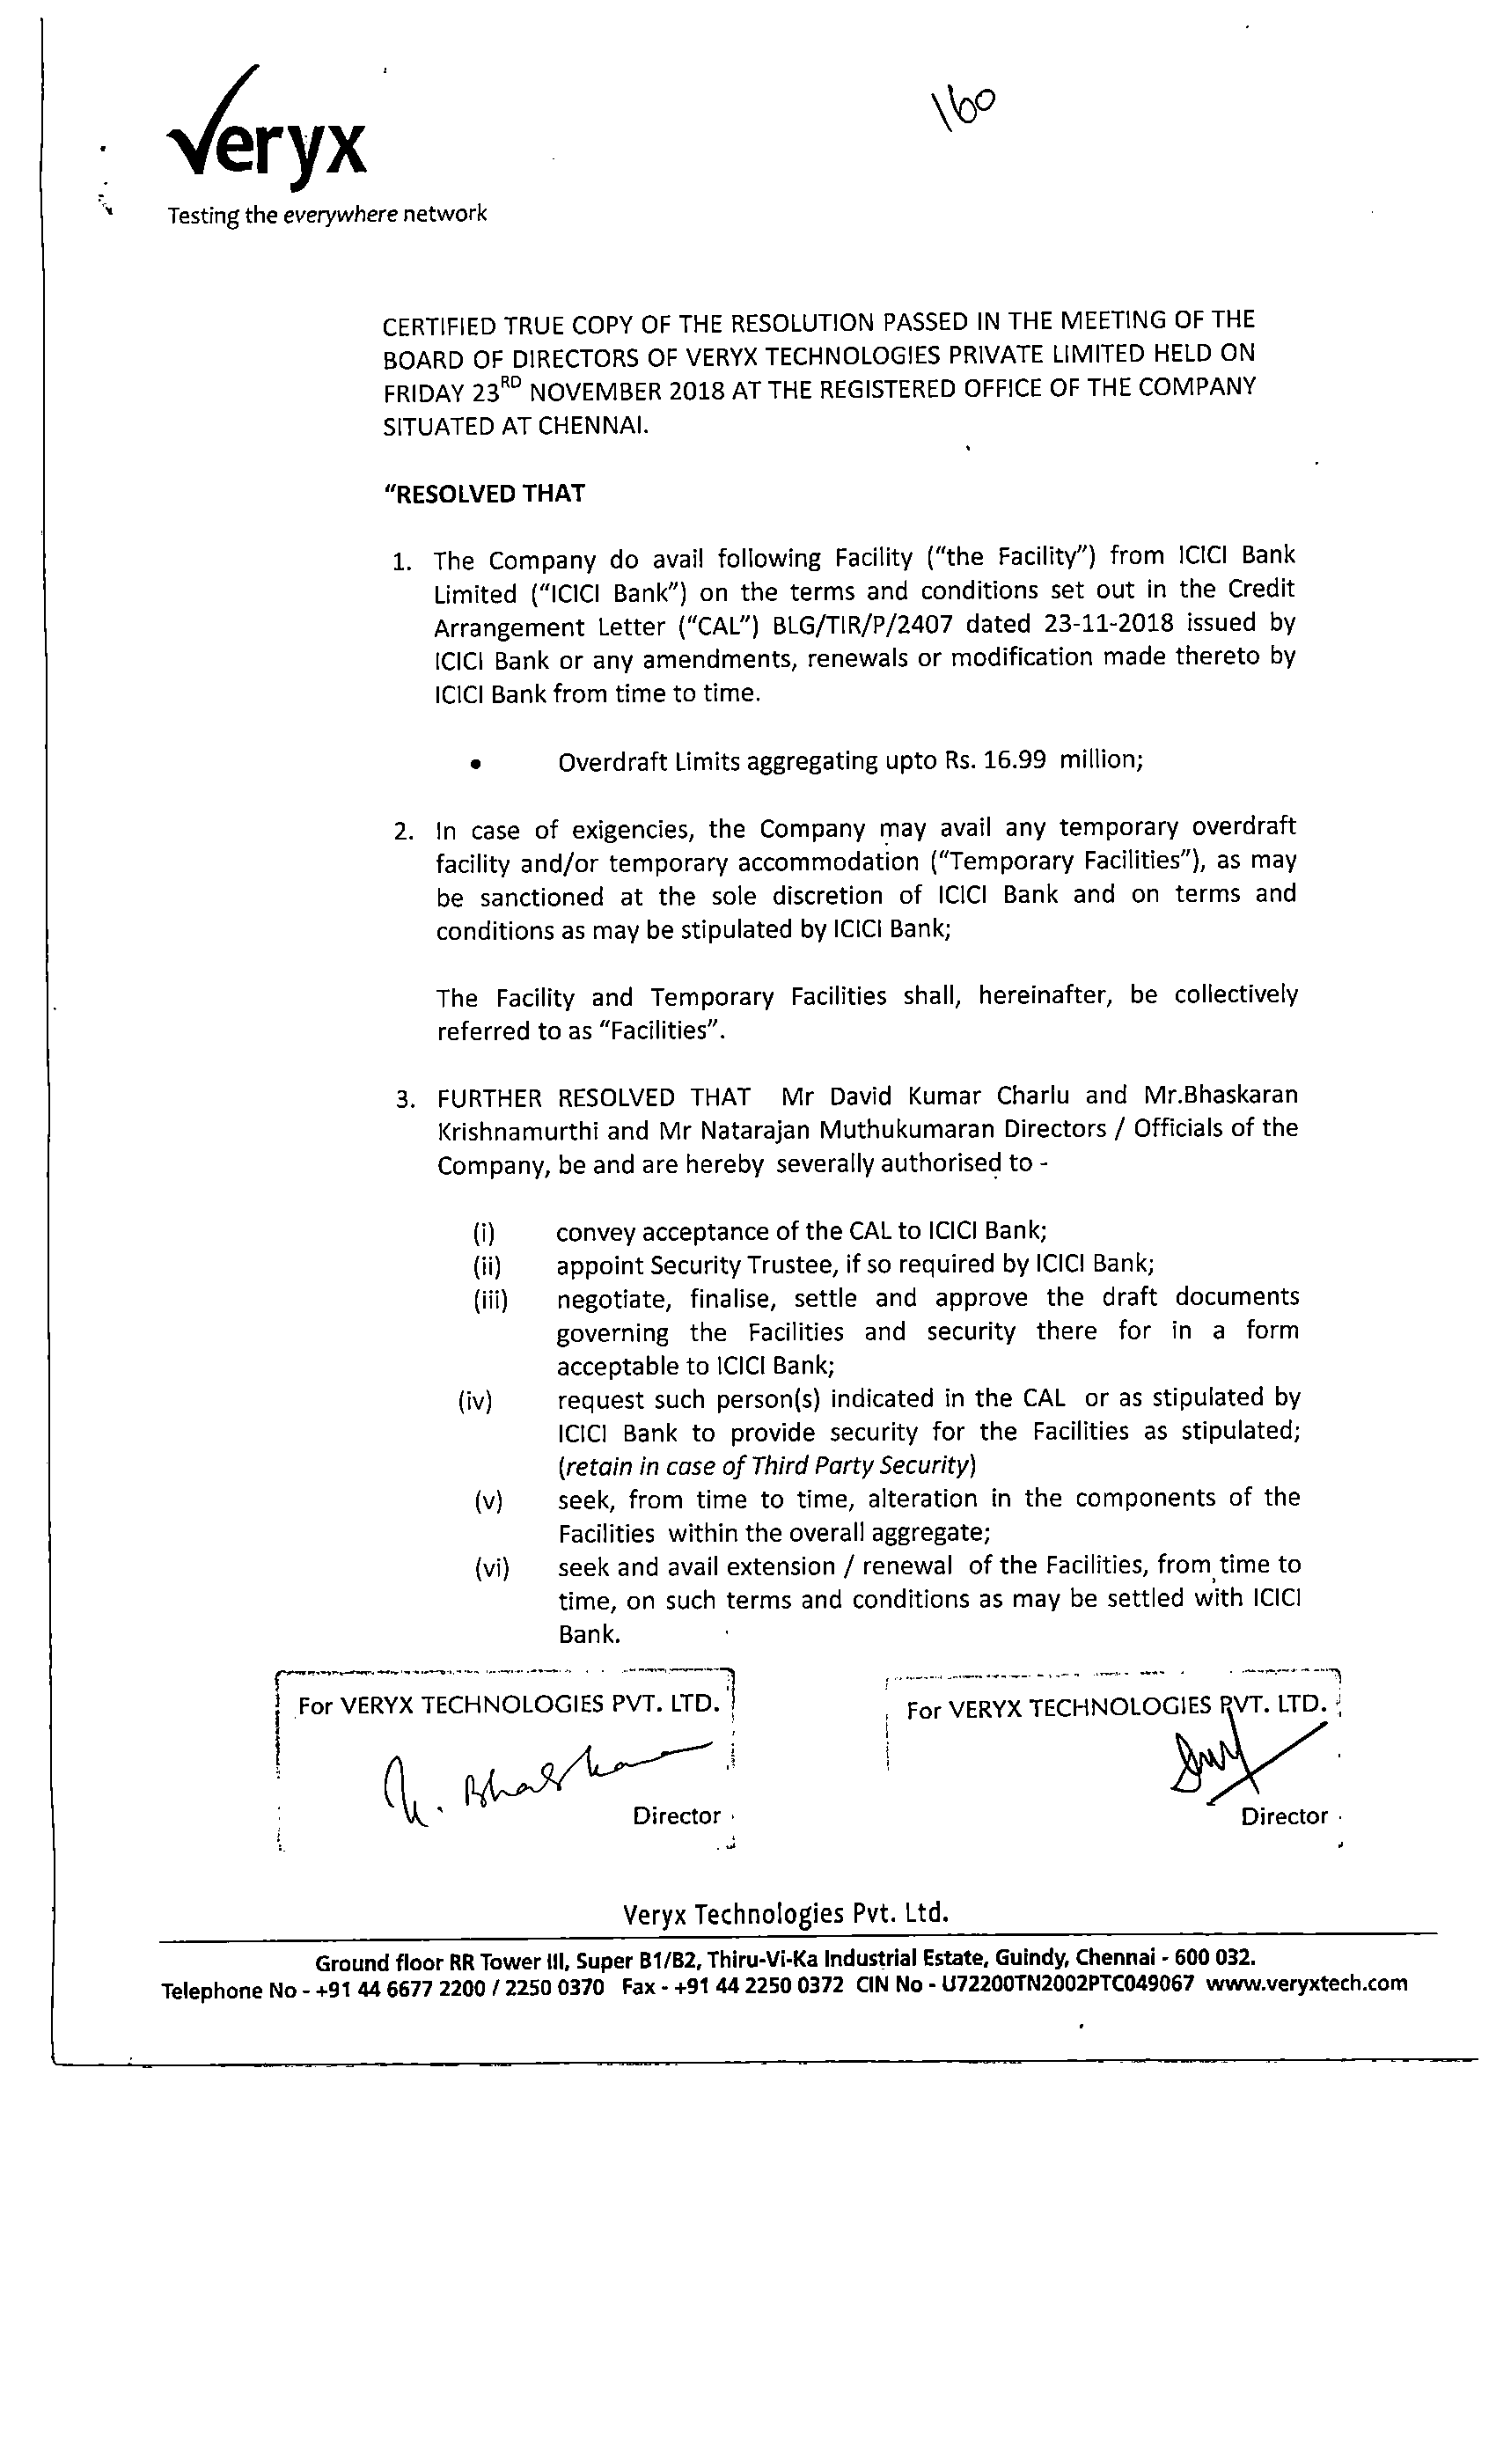 160
Veryx
Testing the everywhere network
CERTIFIED TRUE COPY OF THE RESOLUTION PASSED IN THE MEETING OF THE
BOARD OF DIRECTORS OF VERYX TECHNOLOGIES PRIVATE LIMITED HELD ON
FRIDAY 23RD NOVEMBER 2018 AT THE REGISTERED OFFICE OF THE COMPANY
SITUATED AT CHENNAI.
"RESOLVED THAT
1. The Company do avail following Facility ("the Facility") from ICICI Bank
Limited ("ICICI Bank") on the terms and conditions set out in the Credit
Arrangement Letter ("CAL") BLG/TIR/P/2407 dated 23-11-2018 issued by
ICICI Bank or any amendments, renewals or modification made thereto by
ICICI Bank from time to time.
• Overdraft Limits aggregating upto Rs. 16.99 million;
2. In case of exigencies, the Company may avail any temporary overdraft
facility and/or temporary accommodation ("Temporary Facilities"), as may
be sanctioned at the sole discretion of ICICI Bank and on terms and
conditions as may be stipulated by ICICI Bank;
The Facility and Temporary Facilities shall, hereinafter, be collectively
referred to as "Facilities".
3. FURTHER RESOLVED THAT Mr David Kumar Charlu and Mr.Bhaskaran
Krishnamurthi and Mr Natarajan Muthukumaran Directors / Officials of the
Company, be and are hereby severally authorised to -
(i) convey acceptance of the CAL to ICICI Bank;
(ii) appoint Security Trustee, if so required by ICICI Bank;
(iii) negotiate, finalise, settle and approve the draft documents
governing the Facilities and security there for in a form
acceptable to ICICI Bank;
(iv) request such person(s) indicated in the CAL or as stipulated by
ICICI Bank to provide security for the Facilities as stipulated;
(retain in case of Third Party Security)
(v) seek, from time to time, alteration in the components of the
Facilities within the overall aggregate;
(vi) seek and avail extension / renewal of the Facilities, from time to
time, on such terms and conditions as may be settled with ICICI
Bank.
For VERYX TECHNOLOGIES PVT. LTD.
Director
For VERYX TECHNOLOGIES PVT. LTD.
Director
Veryx Technologies Pvt. Ltd.
Ground floor RR Tower III, Super B1/B2, Thiru-Vi-Ka Industrial Estate, Guindy, Chennai - 600 032.
Telephone No - +91 44 6677 2200 / 2250 0370 Fax - +91 44 2250 0372 CIN No - U72200TN2002PTC049067 www.veryxtech.com